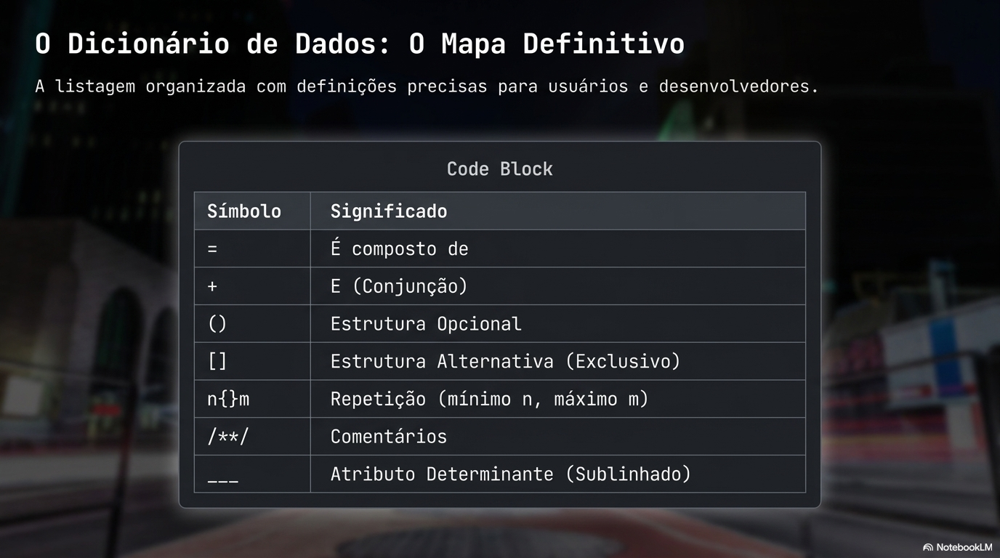 O Dicionário de Dados: O Mapa Definitivo
A listagem organizada com definições precisas para usuários e desenvolvedores.
Code Block
Símbolo Significado
= É composto de
+ E (Conjunção)
() Estrutura Opcional
[] Estrutura Alternativa (Exclusivo)
n{}m Repetição (mínimo n, máximo m)
/**/ Comentários
___ Atributo Determinante (Sublinhado)
NotebookLM